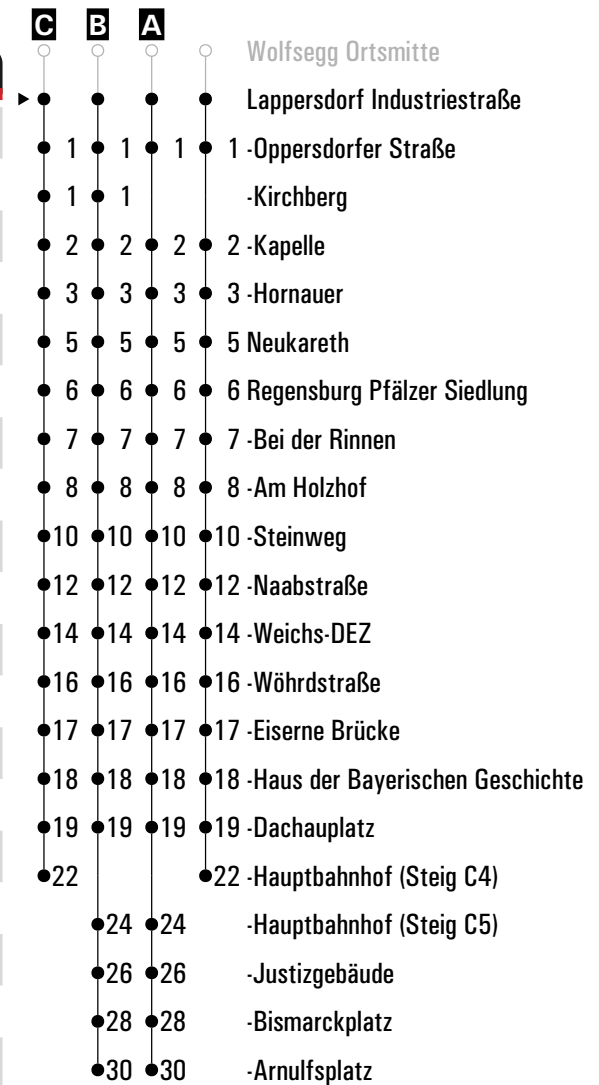 C B A
Wolfsegg Ortsmitte
Lappersdorf Industriestraße
1 1 1 1 -Oppersdorfer Straße
1 1 -Kirchberg
2 2 2 2 -Kapelle
3 3 3 3 -Hornauer
5 5 5 5 Neukareth
6 6 6 6 Regensburg Pfälzer Siedlung
7 7 7 7 -Bei der Rinnen
8 8 8 8 -Am Holzhof
10 10 10 10 -Steinweg
12 12 12 12 -Naabstraße
14 14 14 14 -Weichs-DEZ
16 16 16 16 -Wöhrdstraße
17 17 17 17 -Eiserne Brücke
18 18 18 18 -Haus der Bayerischen Geschichte
19 19 19 19 -Dachauplatz
22 22 -Hauptbahnhof (Steig C4)
24 24 -Hauptbahnhof (Steig C5)
26 26 -Justizgebäude
28 28 -Bismarckplatz
30 30 -Arnulfsplatz